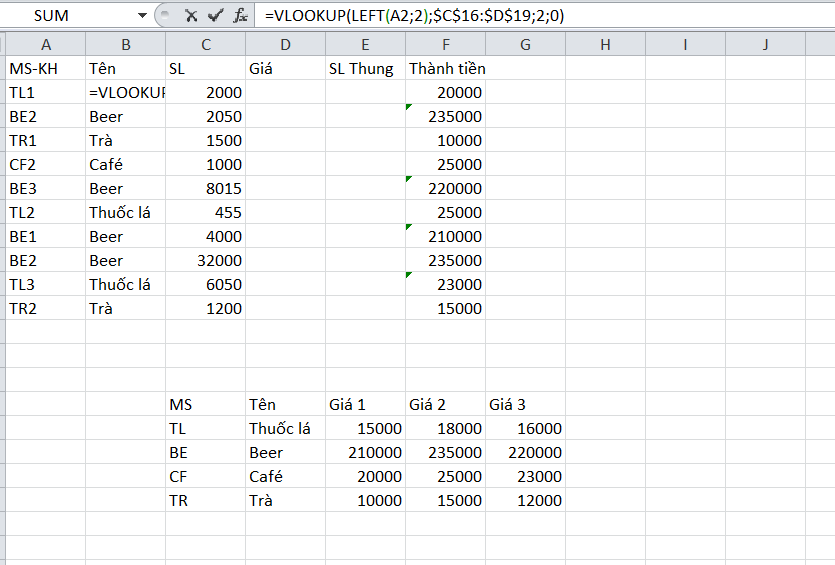 SUM =VLOOKUP(LEFT(A2;2);$C$16:$D$19;2;0)
A B C D E F G H I J
MS-KH Tên SL Giá SL Thung Thành tiền
TL1 =VLOOKUP 2000 20000
BE2 Beer 2050 235000
TR1 Trà 1500 10000
CF2 Café 1000 25000
BE3 Beer 8015 220000
TL2 Thuốc lá 455 25000
BE1 Beer 4000 210000
BE2 Beer 32000 235000
TL3 Thuốc lá 6050 23000
TR2 Trà 1200 15000
MS Tên Giá 1 Giá 2 Giá 3
TL Thuốc lá 15000 18000 16000
BE Beer 210000 235000 220000
CF Café 20000 25000 23000
TR Trà 10000 15000 12000